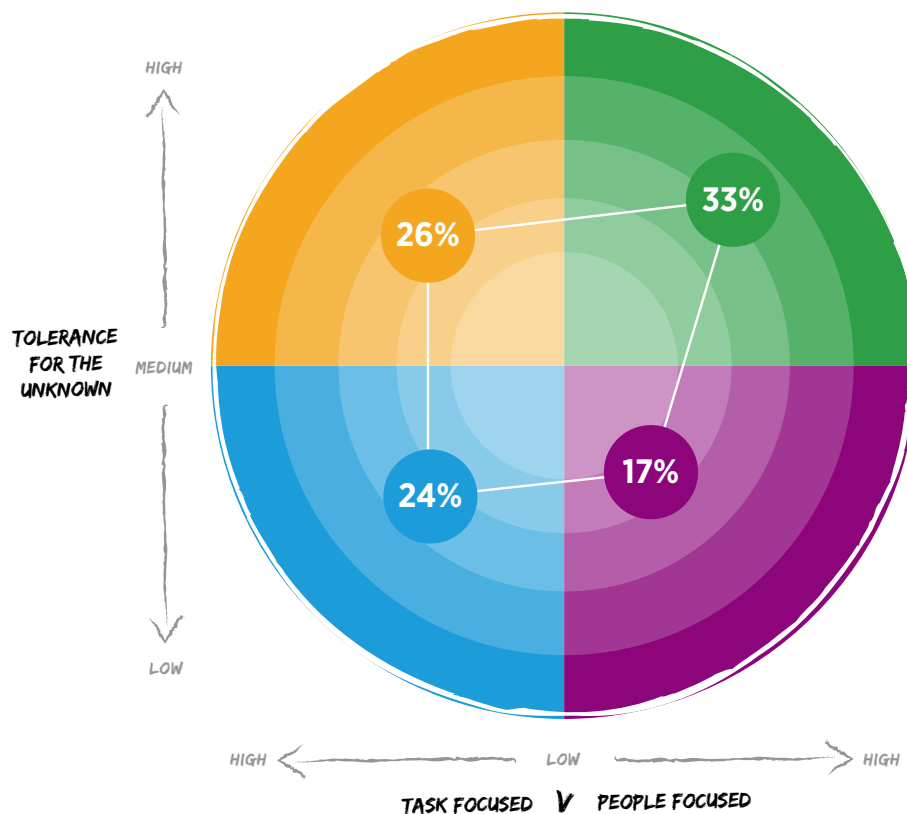 HIGH
33%
26%
TOLERANCE
FOR THE
UNKNOWN
MEDIUM
17%
24%
LOW
HIGH
LOW
HIGH
TASK FOCUSED V PEOPLE FOCUSED